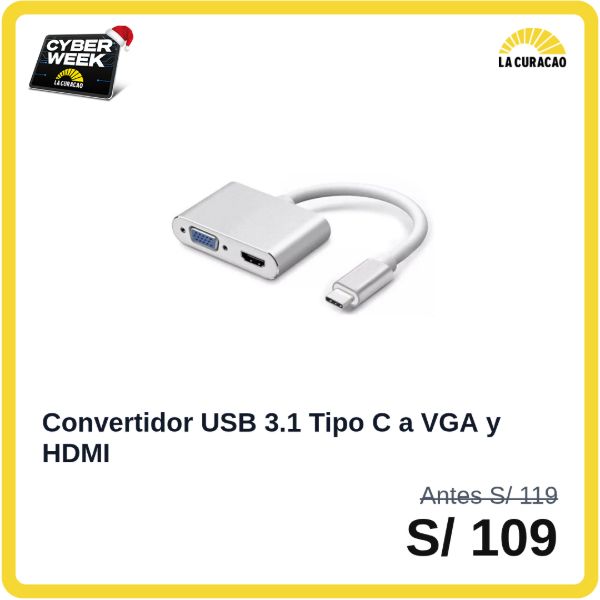 CYBER
WEEK
LA CURACAO
LA CURACAO
Convertidor USB 3.1 Tipo C a VGA y
HDMI
Antes S/ 119
S/ 109